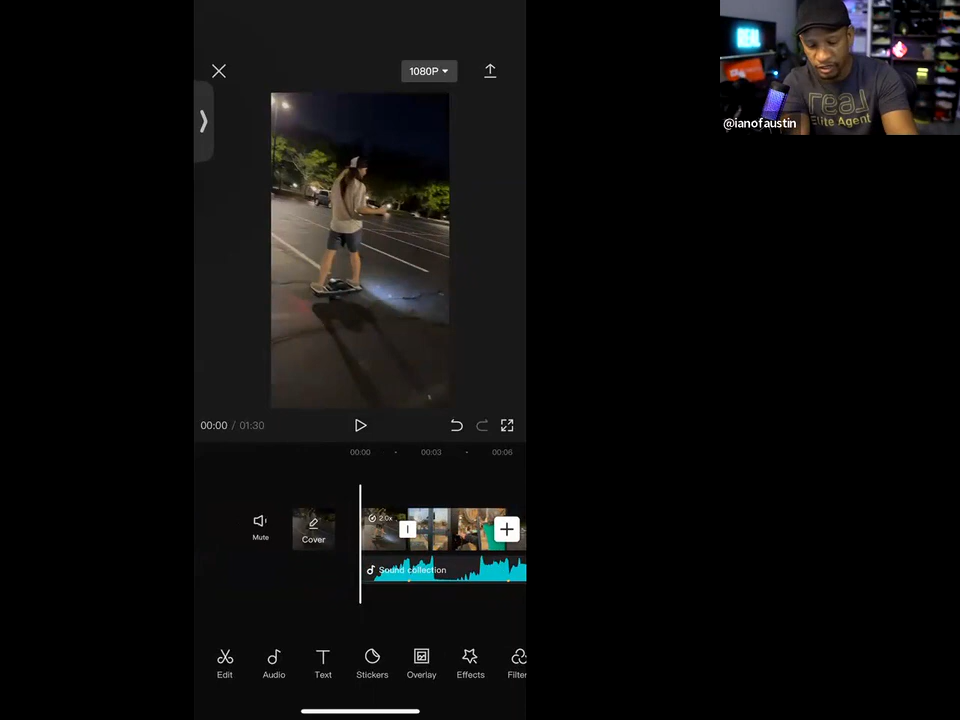 1080P
REAL
real
Elite Agent
@ianofaustin
00:00 / 01:30
00:00
00:03
00:06
2.0x
Mute
Cover
Sound collection
Edit
Audio
Text
Stickers
Overlay
Effects
Filter